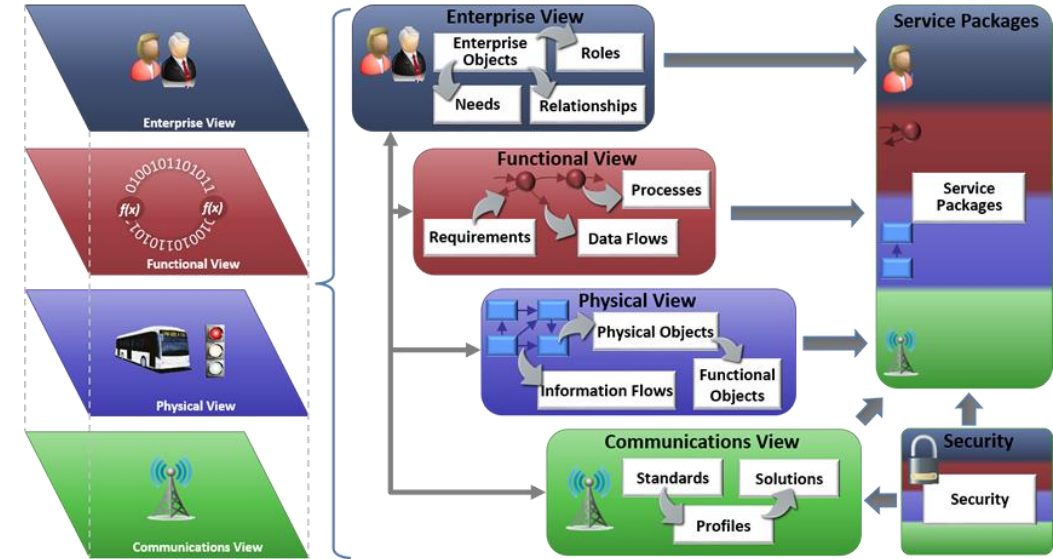 Enterprise View
0100101101011
f(x)
f(x)
Functional View
Physical View
Communications View
Enterprise View
Enterprise
Objects
Roles
Needs
Relationships
Functional View
Processes
Requirements
Data Flows
Physical View
Physical Objects
Information Flows
Functional
Objects
Communications View
Standards
Solutions
Profiles
Service Packages
Service
Packages
Security
Security